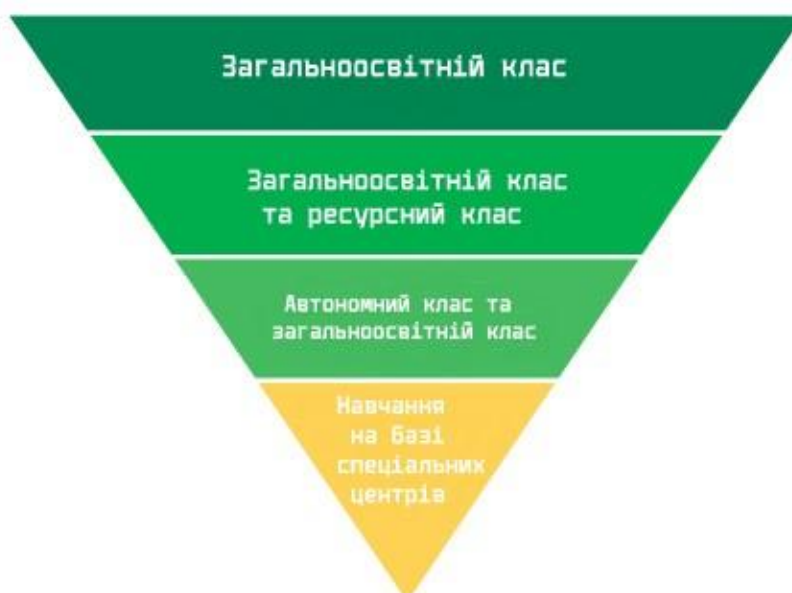 Загальноосвітній клас
Загальноосвітній клас
та ресурсний клас
Автономний клас та
загальноосвітній клас
Навчання
на базі
спеціальних
центрів